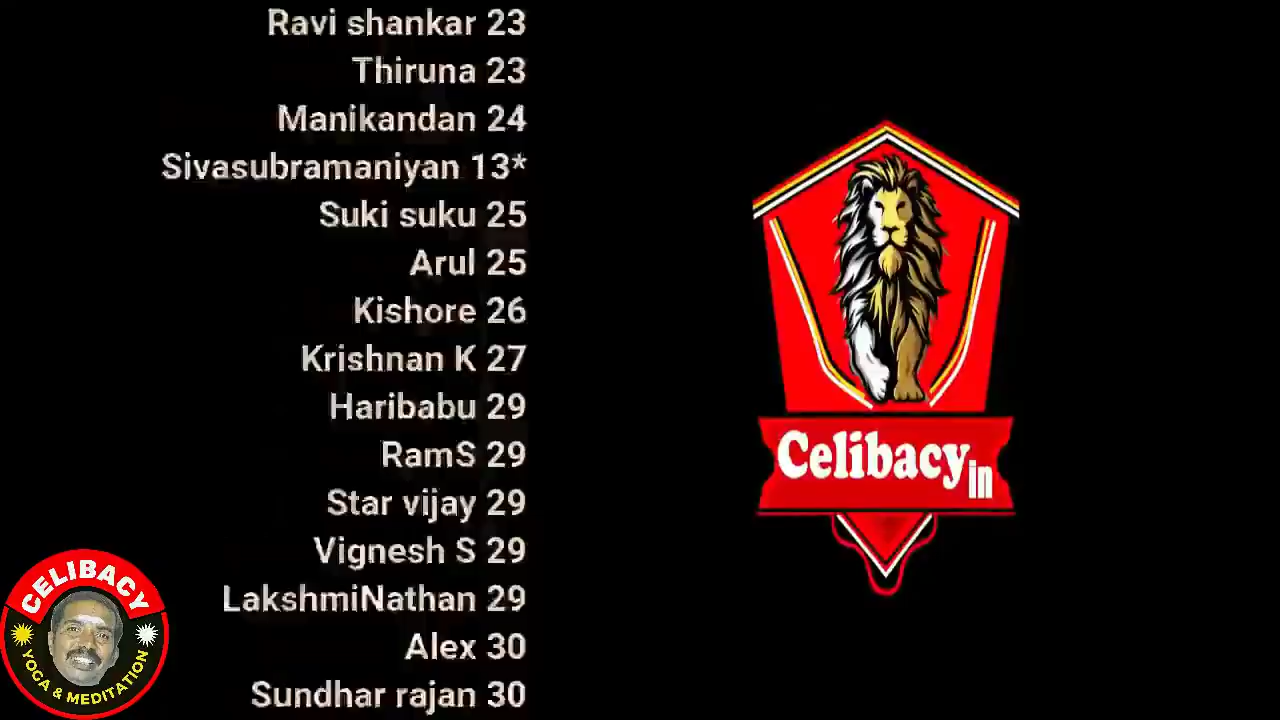 Ravi shankar 23
Thiruna 23
Manikandan 24
Sivasubramaniyan 13*
Suki suku 25
Arul 25
Kishore 26
Krishnan K 27
Haribabu 29
RamS 29
Star vijay 29
Vignesh S 29
LakshmiNathan 29
Alex 30
Sundhar rajan 30
Celibacy in
CELIBACY
YOGA & MEDITATION